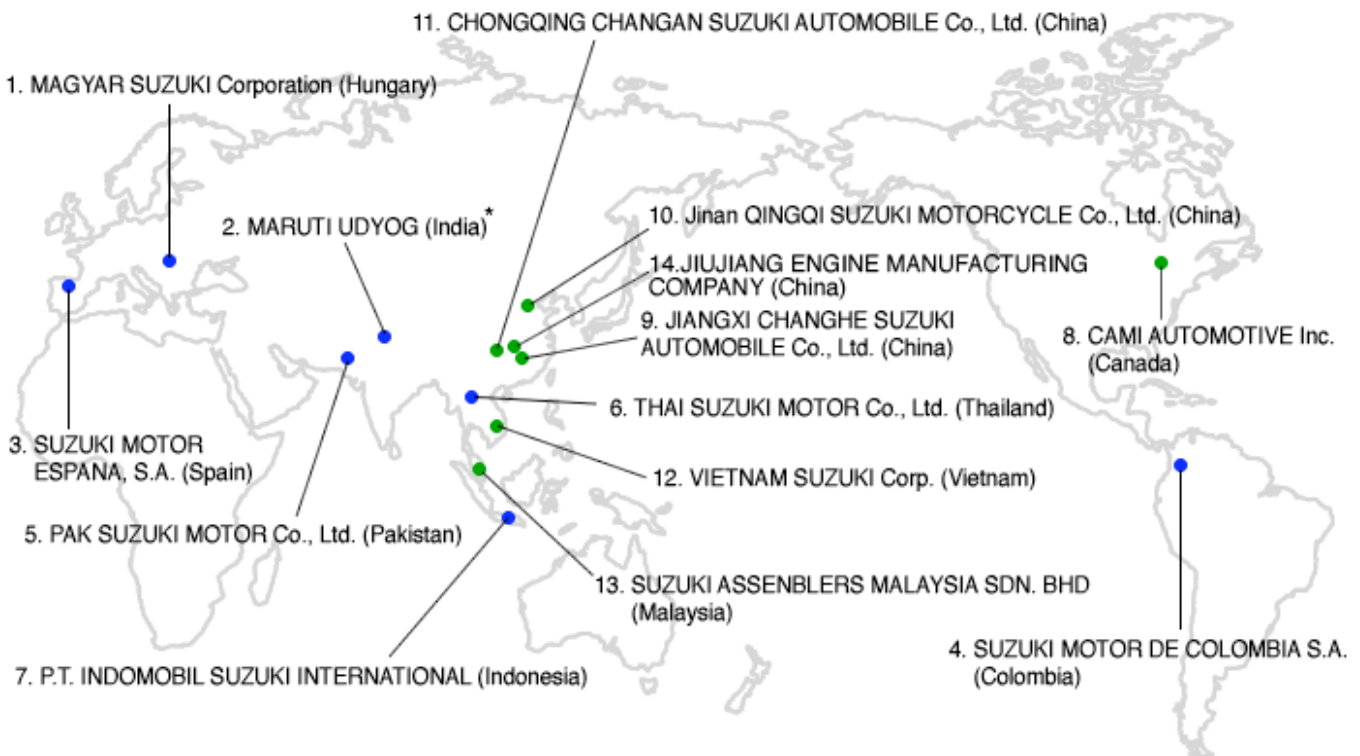 11. CHONGQING CHANGAN SUZUKI AUTOMOBILE Co., Ltd. (China)
1. MAGYAR SUZUKI Corporation (Hungary)
2. MARUTI UDYOG (India)*
10. Jinan QINGQI SUZUKI MOTORCYCLE Co., Ltd. (China)
14.JIUJIANG ENGINE MANUFACTURING
COMPANY (China)
9. JIANGXI CHANGHE SUZUKI
AUTOMOBILE Co., Ltd. (China)
8. CAMI AUTOMOTIVE Inc.
(Canada)
6. THAI SUZUKI MOTOR Co., Ltd. (Thailand)
3. SUZUKI MOTOR
ESPANA, S.A. (Spain)
12. VIETNAM SUZUKI Corp. (Vietnam)
5. PAK SUZUKI MOTOR Co., Ltd. (Pakistan)
13. SUZUKI ASSENBLERS MALAYSIA SDN. BHD
(Malaysia)
4. SUZUKI MOTOR DE COLOMBIA S.A.
(Colombia)
7. P.T. INDOMOBIL SUZUKI INTERNATIONAL (Indonesia)